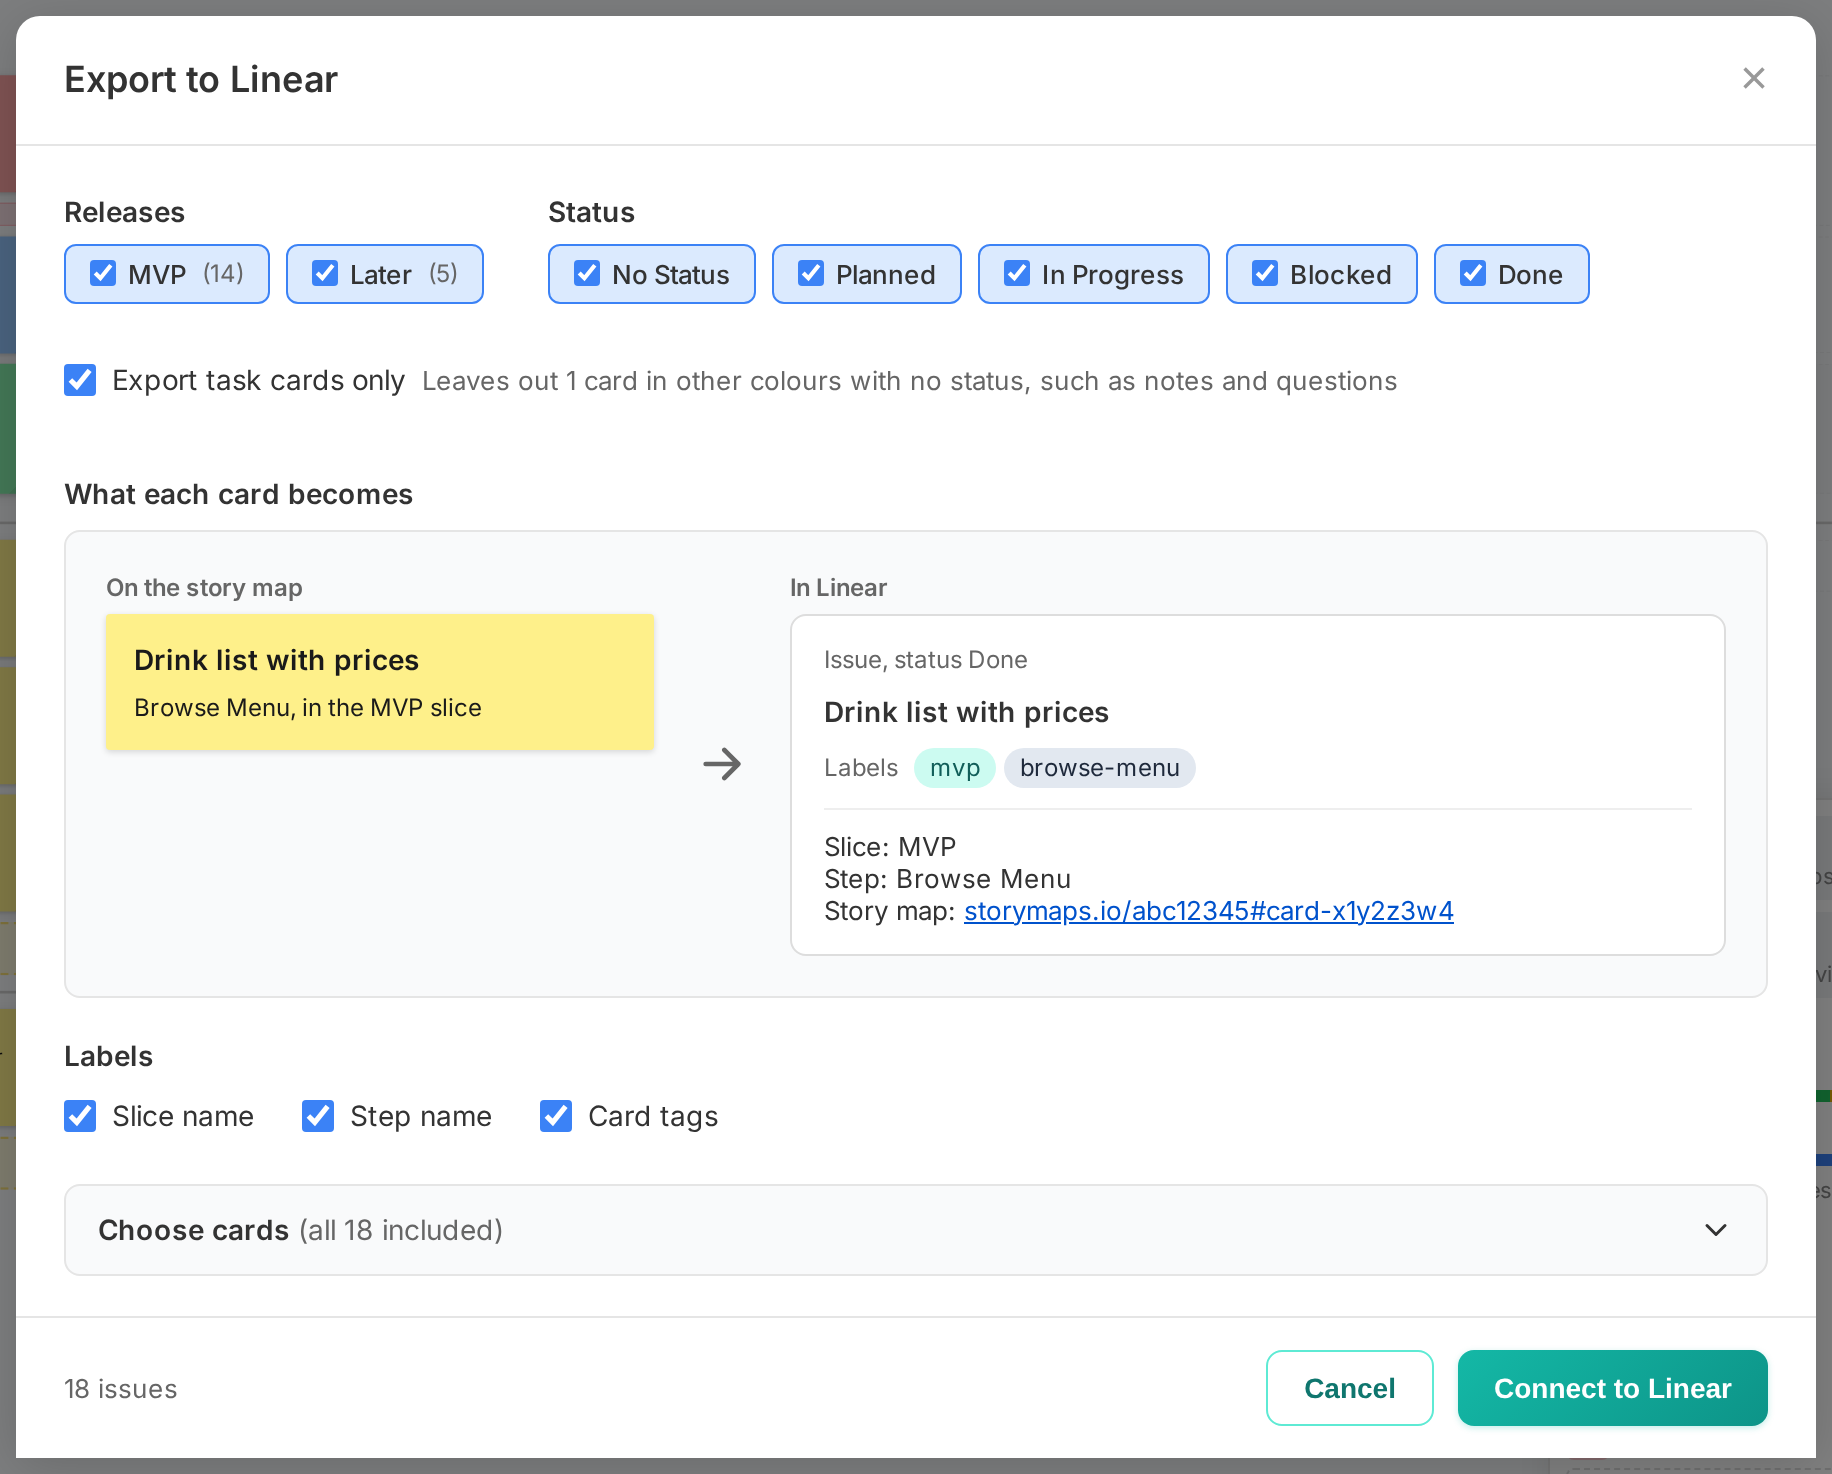 Export to Linear
Releases
Status
MVP (14)
Later (5)
No Status
Planned
In Progress
Blocked
Done
Export task cards only Leaves out 1 card in other colours with no status, such as notes and questions
What each card becomes
On the story map
Drink list with prices
Browse Menu, in the MVP slice
In Linear
Issue, status Done
Drink list with prices
Labels mvp browse-menu
Slice: MVP
Step: Browse Menu
Story map: storymaps.io/abc12345#card-x1y2z3w4
Labels
Slice name
Step name
Card tags
Choose cards (all 18 included)
18 issues
Cancel
Connect to Linear